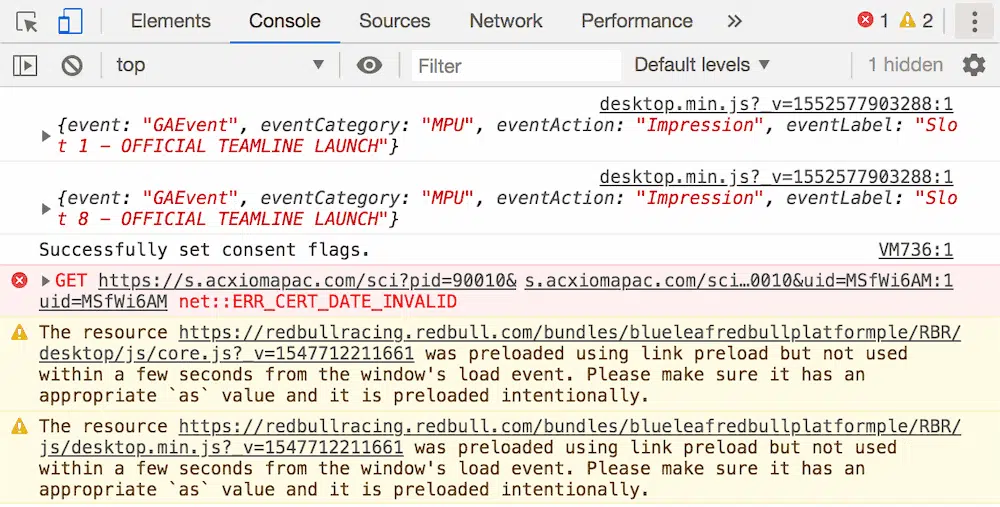 Elements Console Sources Network Performance » 1 2
top ▼ Filter Default levels ▼ 1 hidden
desktop.min.js?_v=1552577903288:1
{event: "GAEvent", eventCategory: "MPU", eventAction: "Impression", eventLabel: "Slo
t 1 – OFFICIAL TEAMLINE LAUNCH"}
desktop.min.js?_v=1552577903288:1
{event: "GAEvent", eventCategory: "MPU", eventAction: "Impression", eventLabel: "Slo
t 8 – OFFICIAL TEAMLINE LAUNCH"}
Successfully set consent flags. VM736:1
GET https://s.acxiomapac.com/sci?pid=90010& s.acxiomapac.com/sci…0010&uid=MSfWi6AM:1
uid=MSfWi6AM net::ERR_CERT_DATE_INVALID
The resource https://redbullracing.redbull.com/bundles/blueleafredbullplatformple/RBR/
desktop/js/core.js?_v=1547712211661 was preloaded using link preload but not used
within a few seconds from the window's load event. Please make sure it has an
appropriate `as` value and it is preloaded intentionally.
The resource https://redbullracing.redbull.com/bundles/blueleafredbullplatformple/RBR/
js/desktop.min.js?_v=1547712211661 was preloaded using link preload but not used
within a few seconds from the window's load event. Please make sure it has an
appropriate `as` value and it is preloaded intentionally.